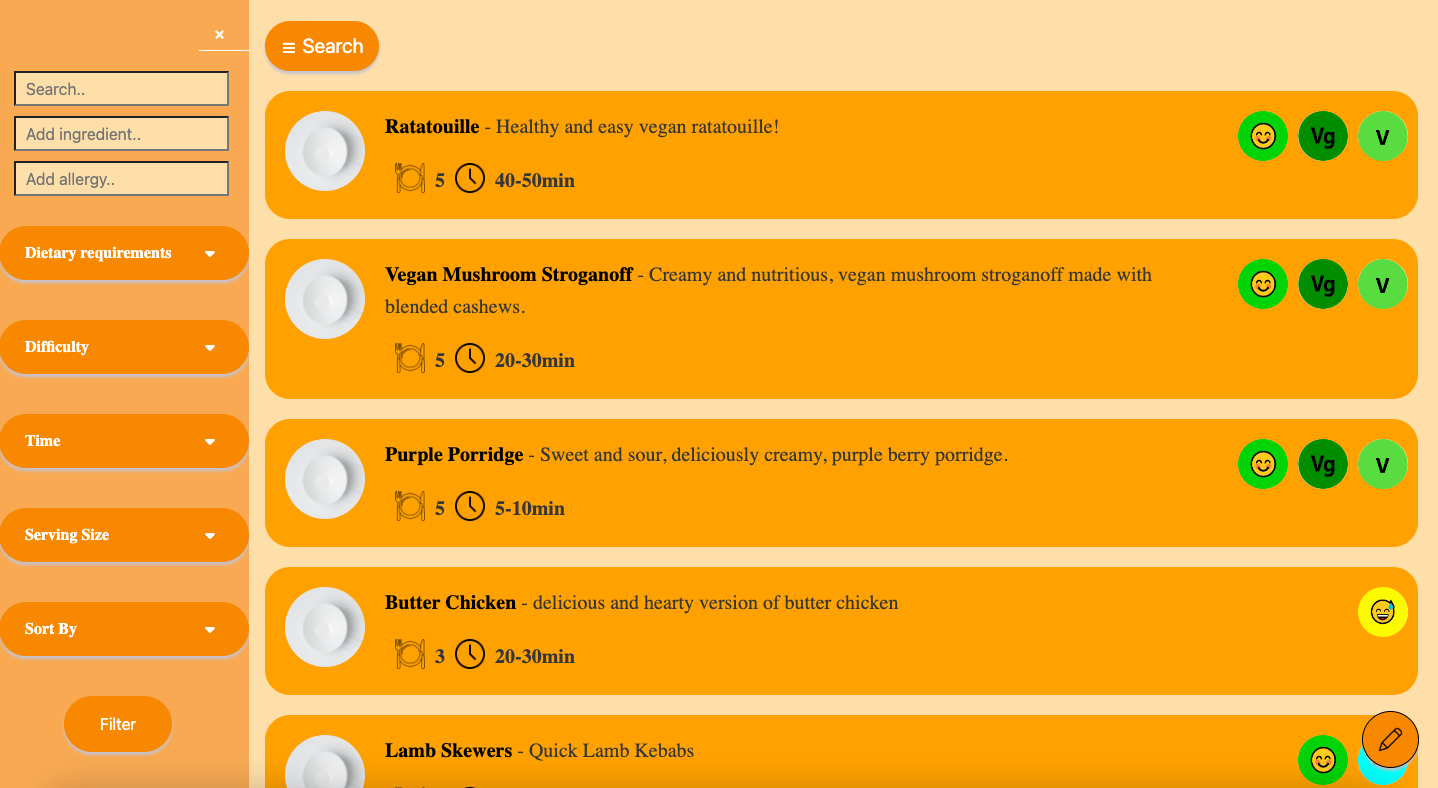 ×
Search..
Add ingredient..
Add allergy..
Dietary requirements
Difficulty
Time
Serving Size
Sort By
Filter
≡ Search
Ratatouille - Healthy and easy vegan ratatouille!
5 40-50min
Vg V
Vegan Mushroom Stroganoff - Creamy and nutritious, vegan mushroom stroganoff made with
blended cashews.
5 20-30min
Vg V
Purple Porridge - Sweet and sour, deliciously creamy, purple berry porridge.
5 5-10min
Vg V
Butter Chicken - delicious and hearty version of butter chicken
3 20-30min
Lamb Skewers - Quick Lamb Kebabs